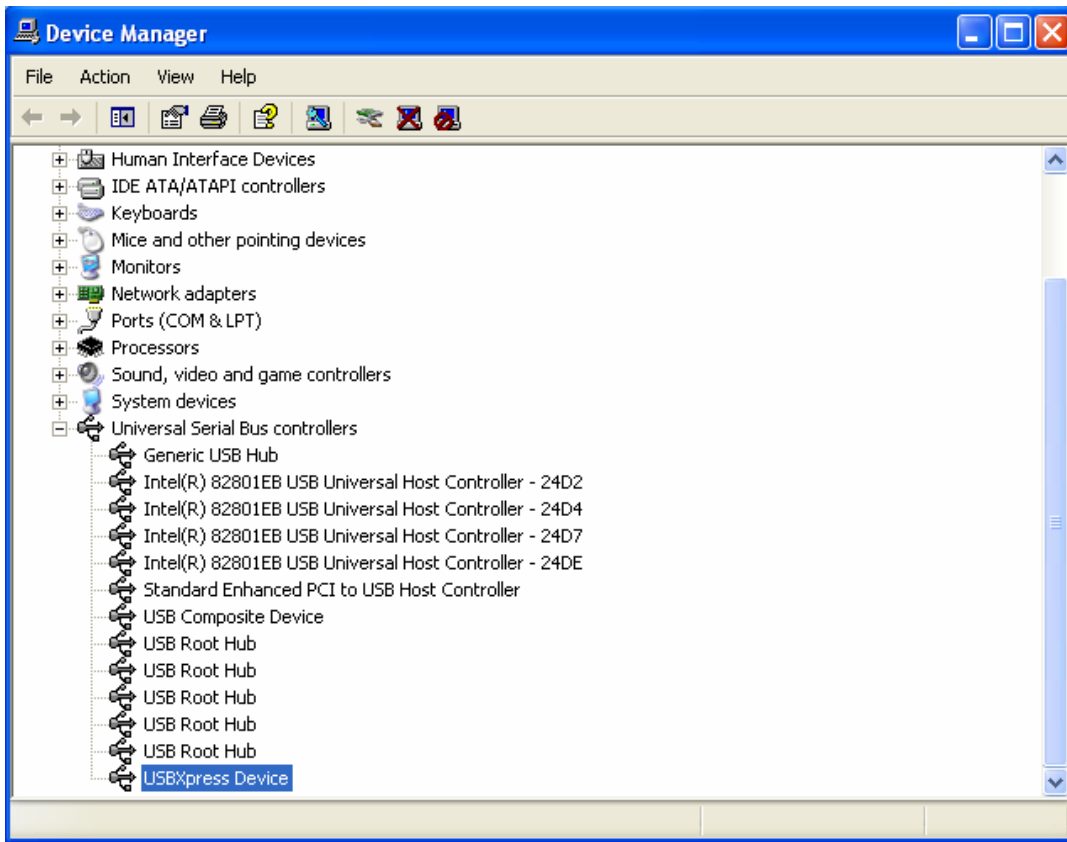 Device Manager
File Action View Help
Human Interface Devices
IDE ATA/ATAPI controllers
Keyboards
Mice and other pointing devices
Monitors
Network adapters
Ports (COM & LPT)
Processors
Sound, video and game controllers
System devices
Universal Serial Bus controllers
Generic USB Hub
Intel(R) 82801EB USB Universal Host Controller - 24D2
Intel(R) 82801EB USB Universal Host Controller - 24D4
Intel(R) 82801EB USB Universal Host Controller - 24D7
Intel(R) 82801EB USB Universal Host Controller - 24DE
Standard Enhanced PCI to USB Host Controller
USB Composite Device
USB Root Hub
USB Root Hub
USB Root Hub
USB Root Hub
USB Root Hub
USBXpress Device